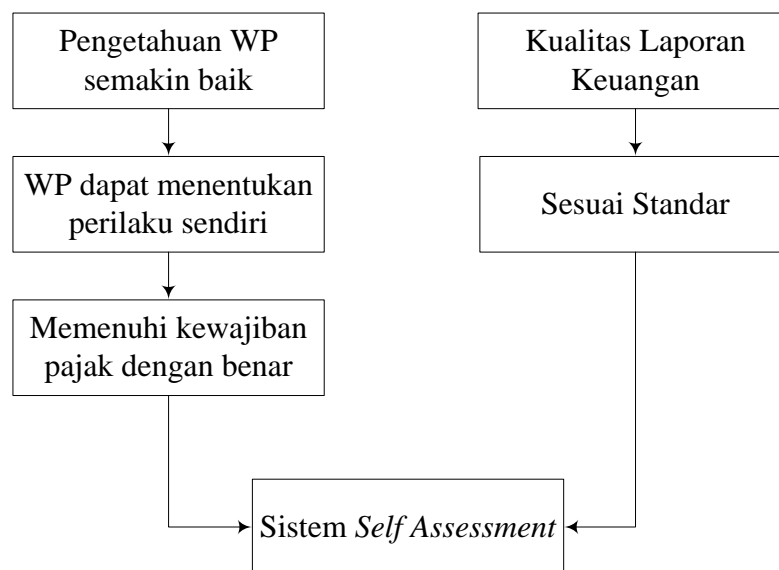 Pengetahuan WP
semakin baik
WP dapat menentukan
perilaku sendiri
Memenuhi kewajiban
pajak dengan benar
Kualitas Laporan
Keuangan
Sesuai Standar
Sistem Self Assessment